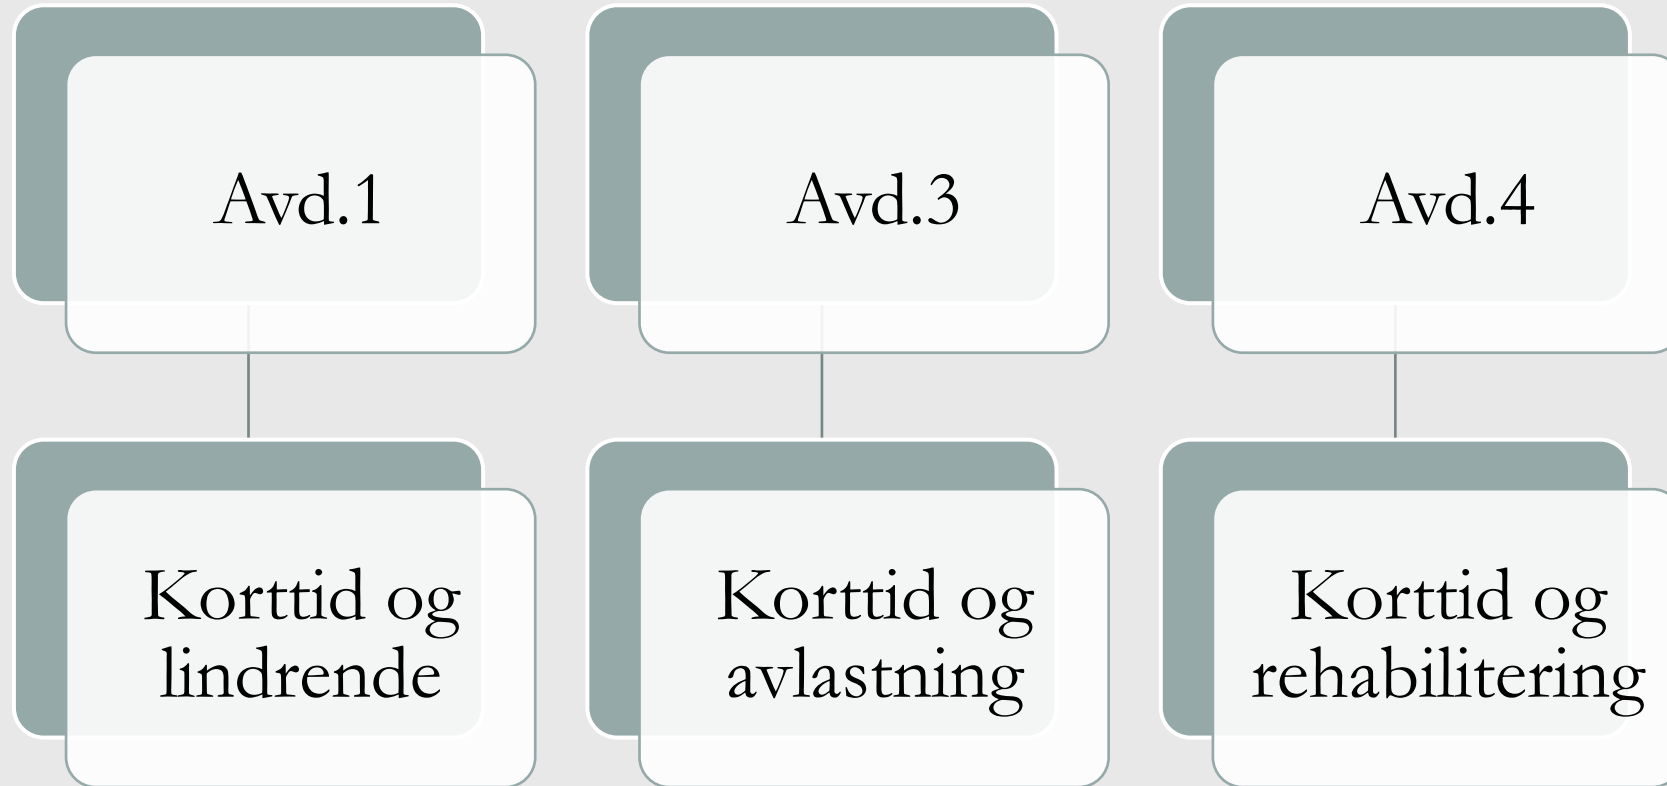 Avd.1
Avd.3
Avd.4
Korttid og
lindrende
Korttid og
avlastning
Korttid og
rehabilitering